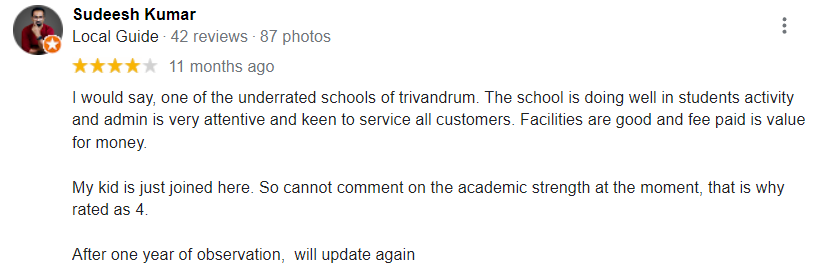 Sudeesh Kumar
Local Guide · 42 reviews · 87 photos
11 months ago
I would say, one of the underrated schools of trivandrum. The school is doing well in students activity
and admin is very attentive and keen to service all customers. Facilities are good and fee paid is value
for money.
My kid is just joined here. So cannot comment on the academic strength at the moment, that is why
rated as 4.
After one year of observation,  will update again